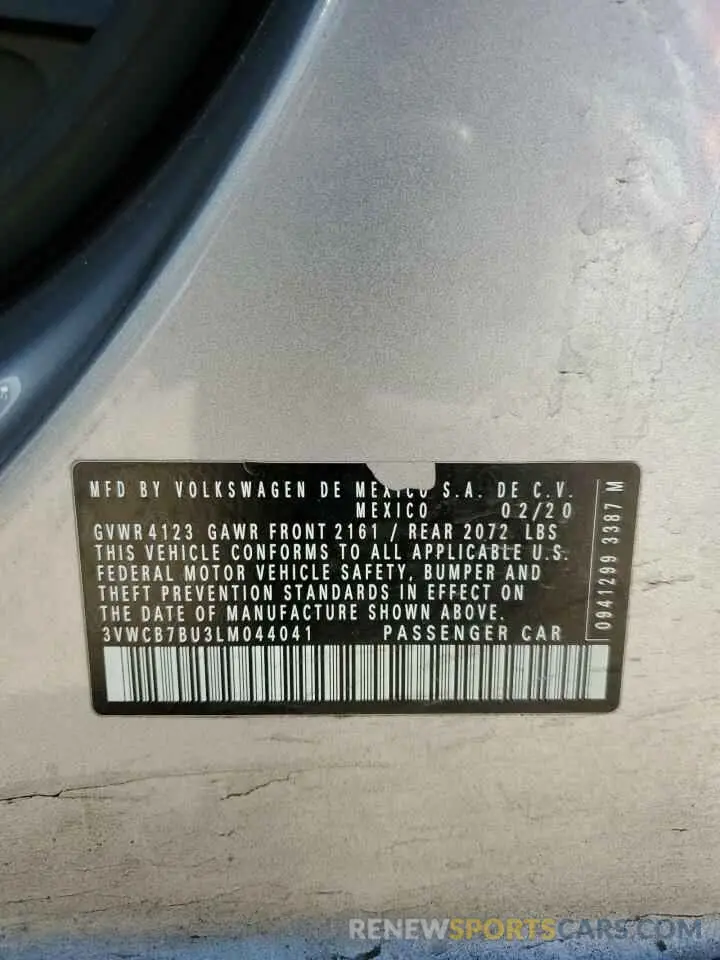 MFD BY VOLKSWAGEN DE MEXICO S.A. DE C.V.
MEXICO 02/20
GVWR 4123 GAWR FRONT 2161 / REAR 2072 LBS
THIS VEHICLE CONFORMS TO ALL APPLICABLE U.S.
FEDERAL MOTOR VEHICLE SAFETY, BUMPER AND
THEFT PREVENTION STANDARDS IN EFFECT ON
THE DATE OF MANUFACTURE SHOWN ABOVE.
3VWCB7BU3LM044041 PASSENGER CAR
0941299 3387 M
RENEWSPORTSCARS.COM